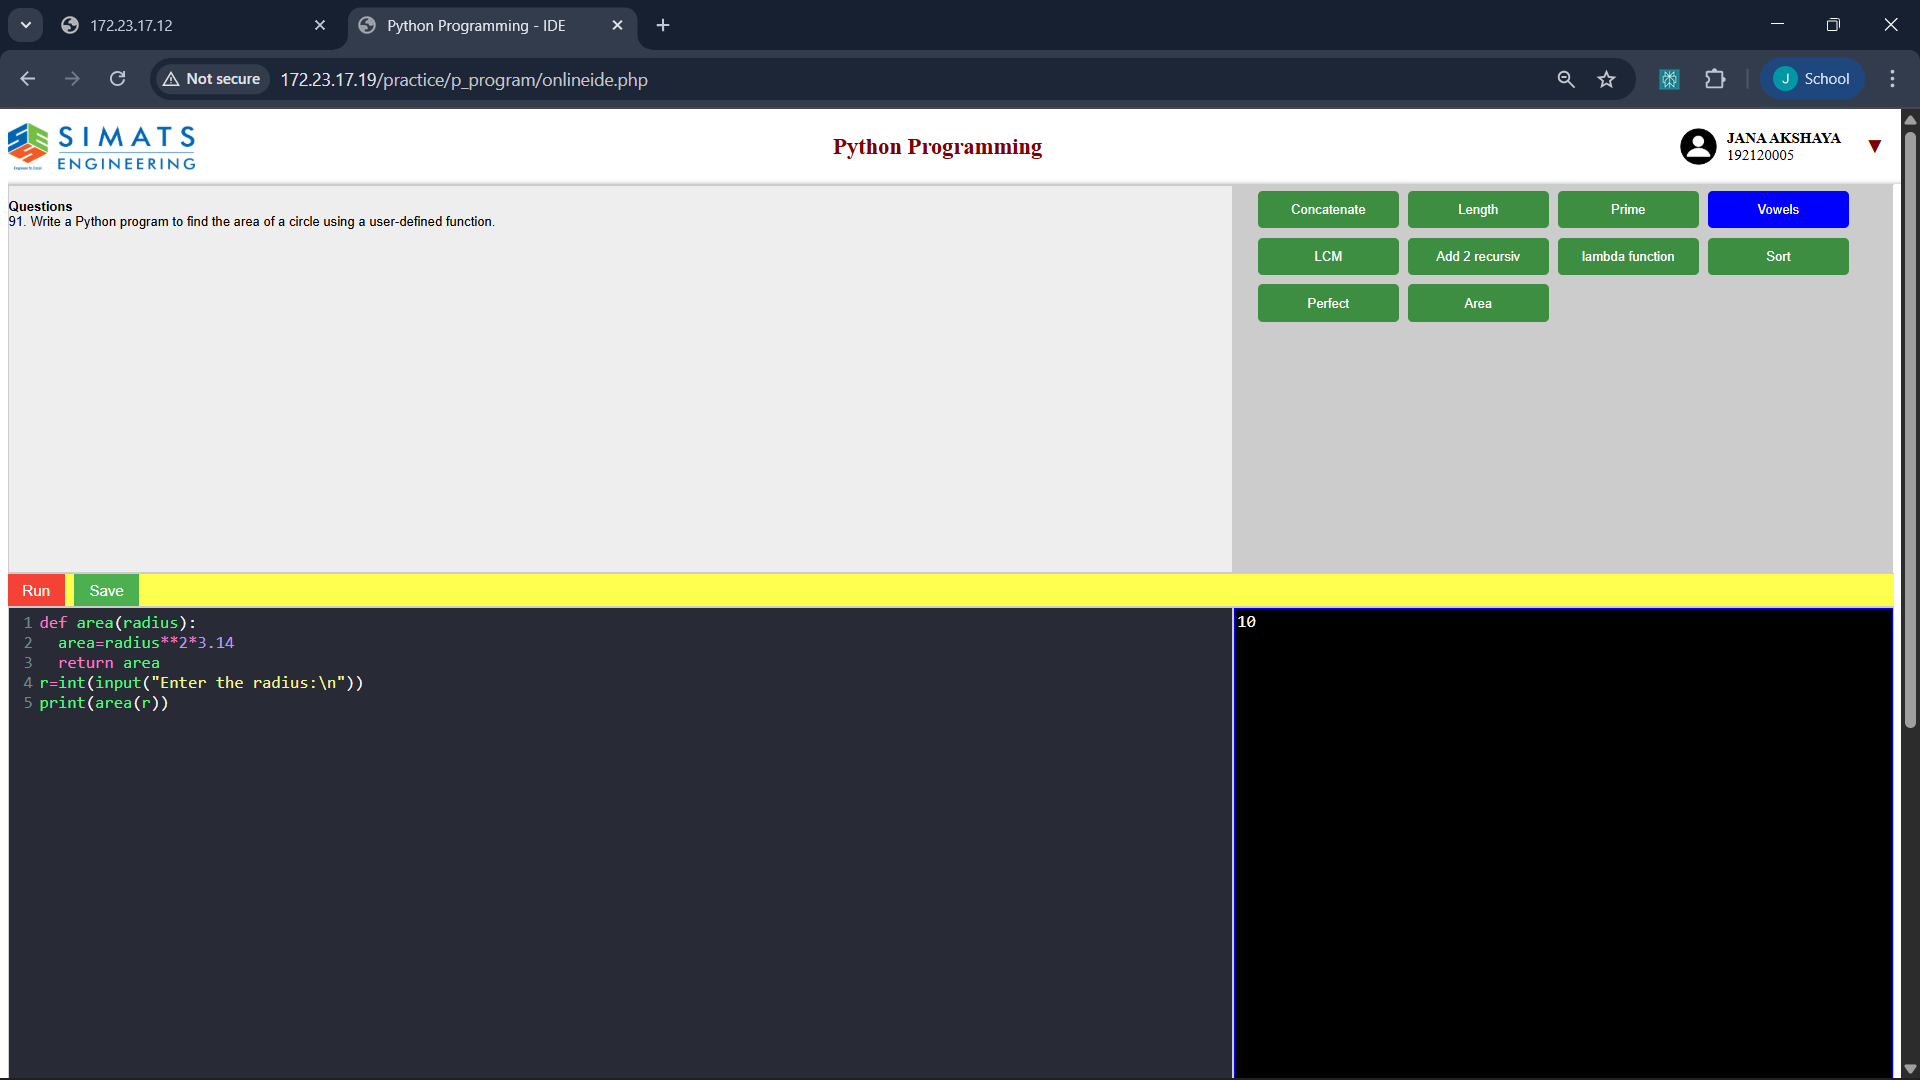 172.23.17.12
Python Programming - IDE
Not secure
172.23.17.19/practice/p_program/onlineide.php
J
School
SIMATS
ENGINEERING
Python Programming
JANA AKSHAYA
192120005
Questions
91. Write a Python program to find the area of a circle using a user-defined function.
Concatenate
Length
Prime
Vowels
LCM
Add 2 recursiv
lambda function
Sort
Perfect
Area
Run
Save
1 def area(radius):
2   area=radius**2*3.14
3   return area
4 r=int(input("Enter the radius:\n"))
5 print(area(r))
10